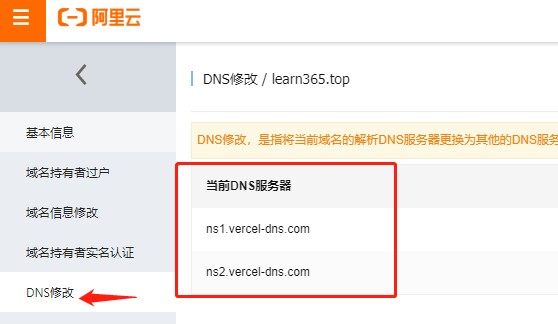 阿里云
DNS修改 / learn365.top
基本信息
DNS修改，是指将当前域名的解析DNS服务器更换为其他的DNS服务
域名持有者过户
当前DNS服务器
域名信息修改
ns1.vercel-dns.com
域名持有者实名认证
ns2.vercel-dns.com
DNS修改